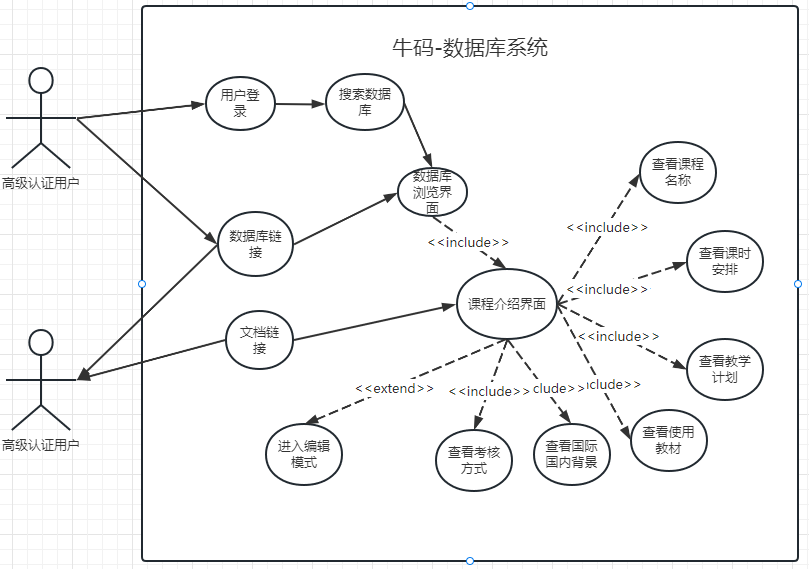 牛码-数据库系统
用户登
录
搜索数据
库
高级认证用户
数据库
浏览界
面
查看课程
名称
数据库链
接
<<include>>
<<include>>
查看课时
安排
<<include>>
课程介绍界面
文档链
接
<<include>>
查看教学
计划
<<extend>>
<<include>>
clude>>
clude>>
高级认证用户
进入编辑
模式
查看考核
方式
查看国际
国内背景
查看使用
教材